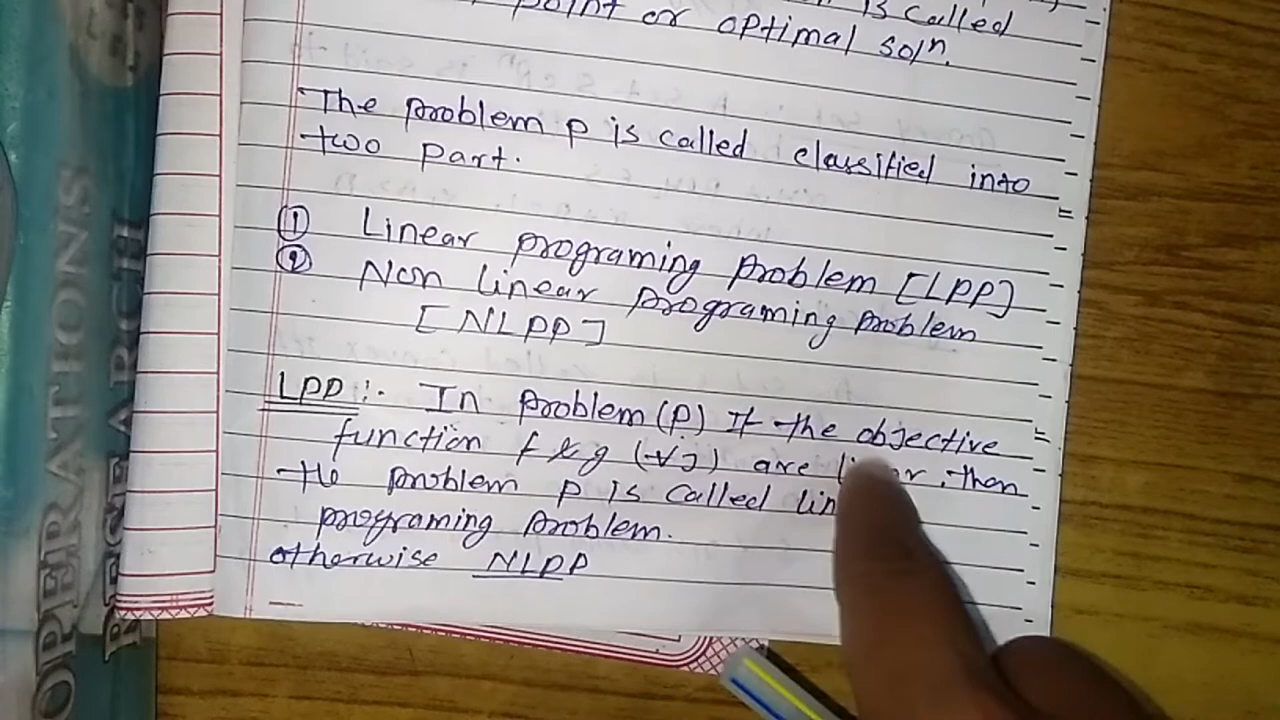 is called
point or optimal soln.
The problem p is called classified into
two part.
① Linear programing problem [LPP]
② Non linear programing problem
[NLPP]
LPP :- In problem (p) If the objective
function f & g (∀j) are then
the problem p is called
programing problem.
otherwise NLPP
OPERATIONS
RESEARCH